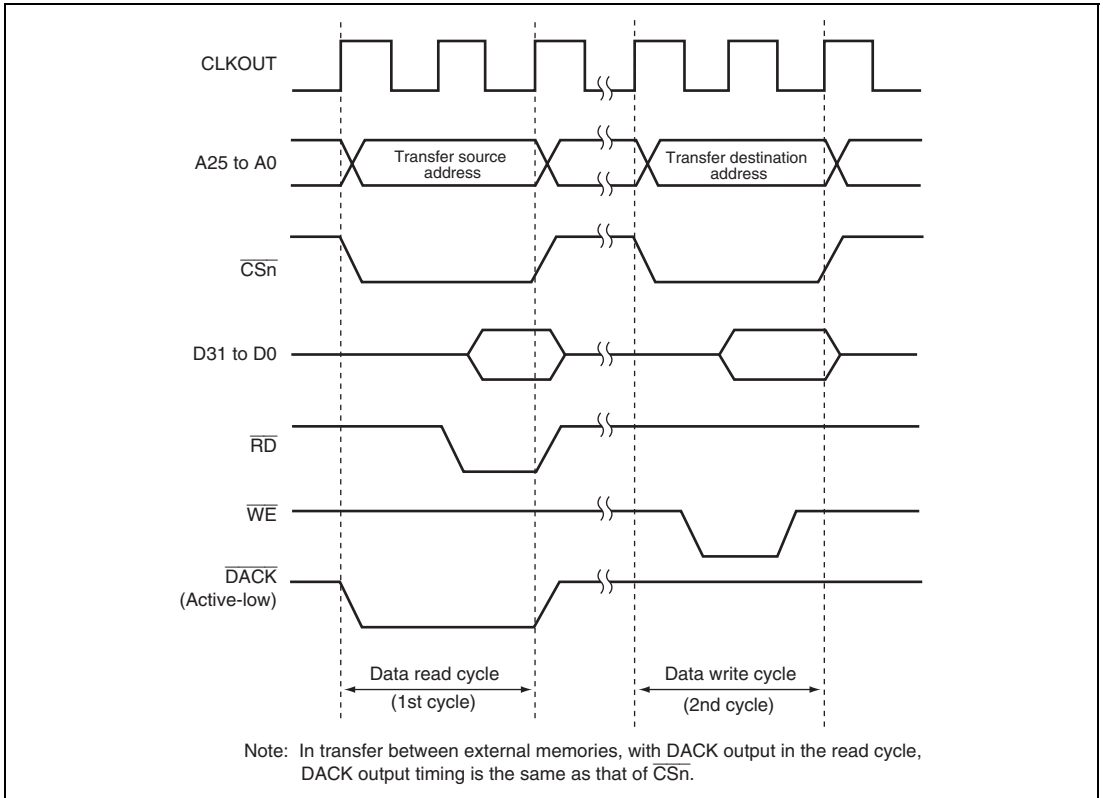 CLKOUT
A25 to A0
Transfer source
address
Transfer destination
address
CSn
D31 to D0
RD
WE
DACK
(Active-low)
Data read cycle
(1st cycle)
Data write cycle
(2nd cycle)
Note: In transfer between external memories, with DACK output in the read cycle,
DACK output timing is the same as that of CSn.